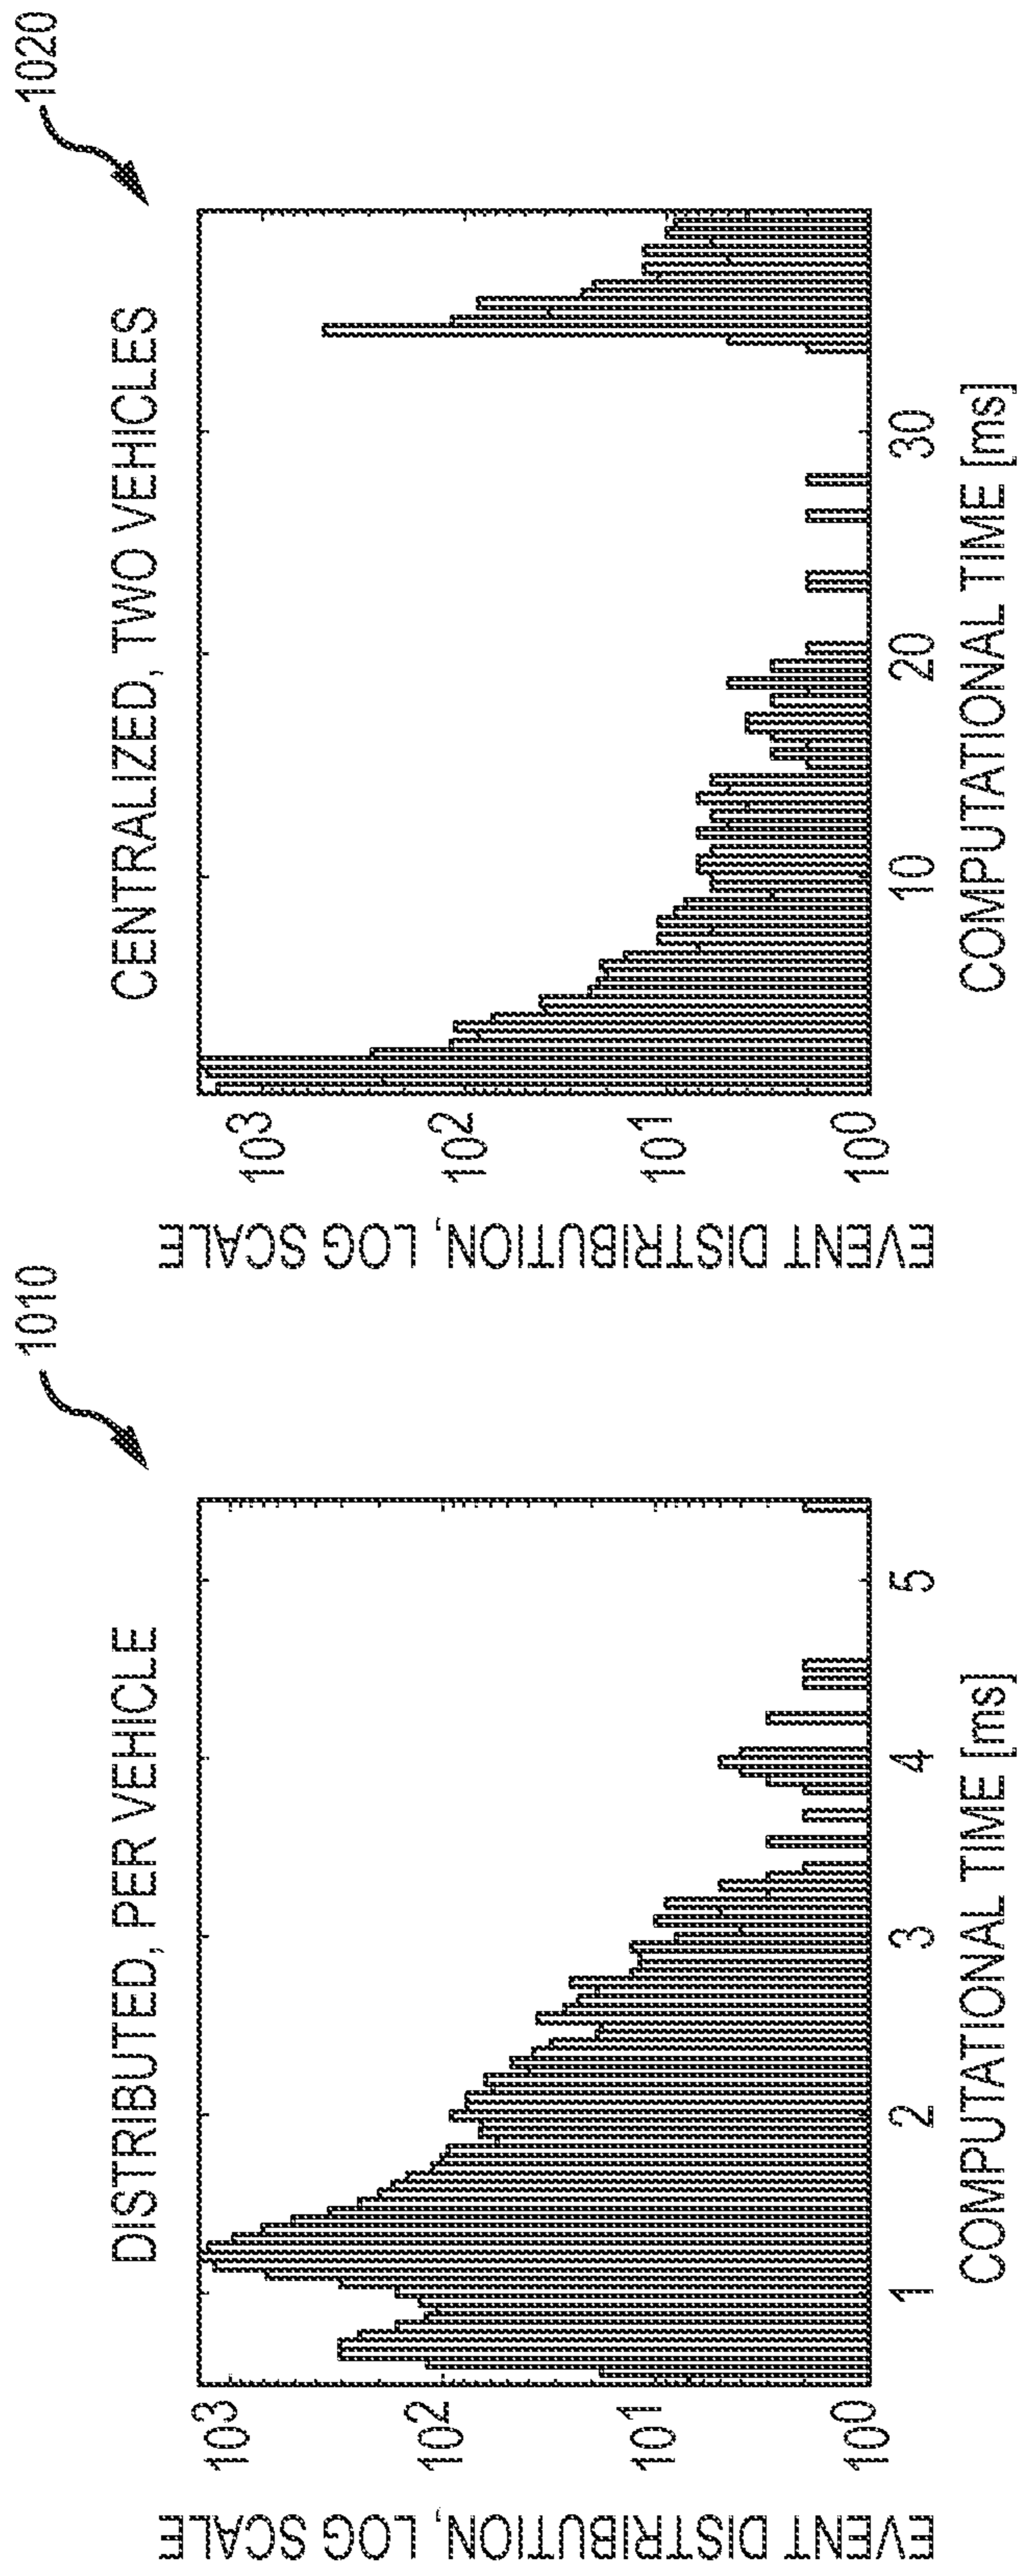 1010
DISTRIBUTED, PER VEHICLE
EVENT DISTRIBUTION, LOG SCALE
103
102
101
100
1 2 3 4 5
COMPUTATIONAL TIME [ms]
1020
CENTRALIZED, TWO VEHICLES
EVENT DISTRIBUTION, LOG SCALE
103
102
101
100
10 20 30
COMPUTATIONAL TIME [ms]